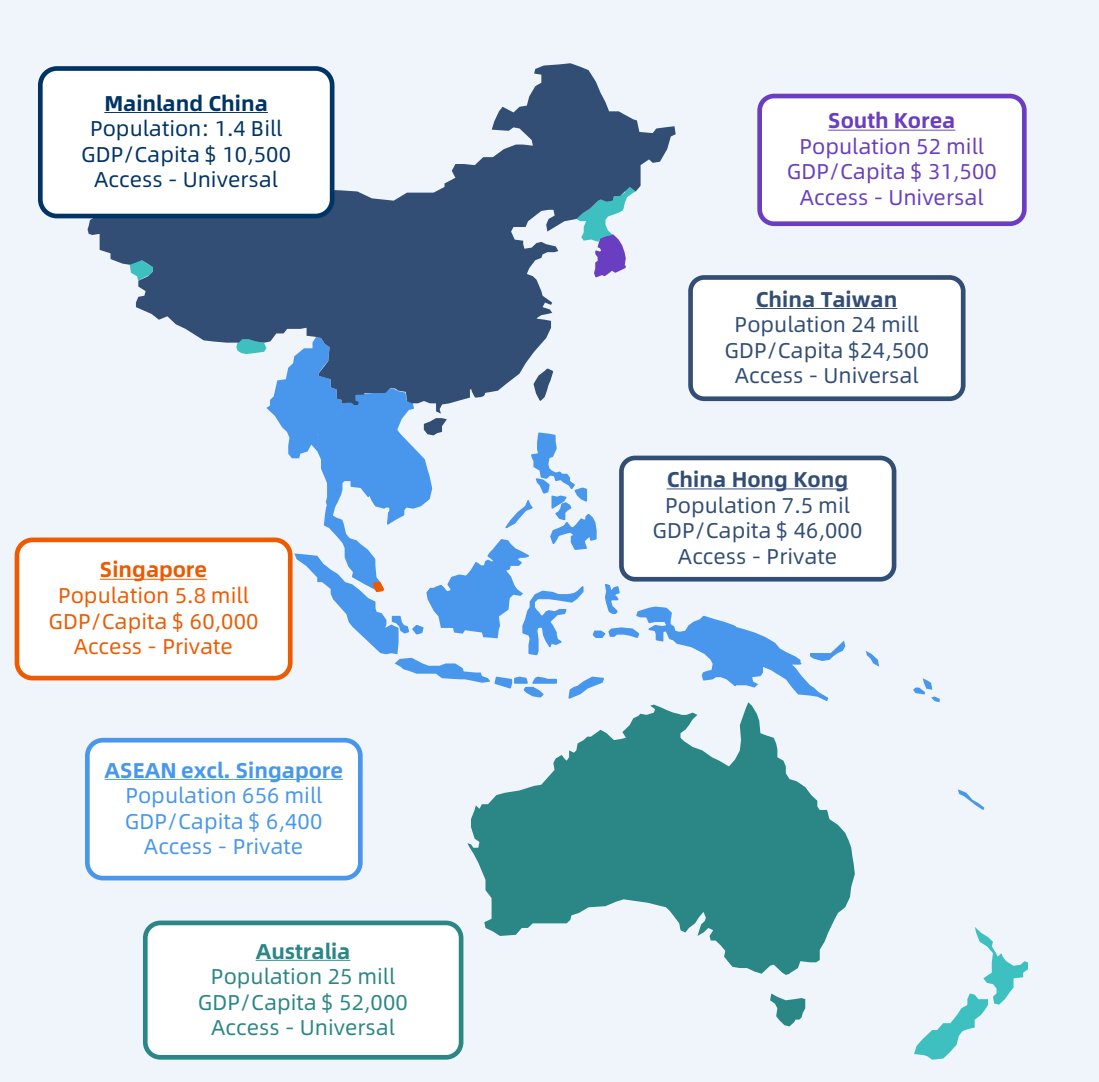 Mainland China
Population: 1.4 Bill
GDP/Capita $ 10,500
Access - Universal
South Korea
Population 52 mill
GDP/Capita $ 31,500
Access - Universal
China Taiwan
Population 24 mill
GDP/Capita $24,500
Access - Universal
China Hong Kong
Population 7.5 mil
GDP/Capita $ 46,000
Access - Private
Singapore
Population 5.8 mill
GDP/Capita $ 60,000
Access - Private
ASEAN excl. Singapore
Population 656 mill
GDP/Capita $ 6,400
Access - Private
Australia
Population 25 mill
GDP/Capita $ 52,000
Access - Universal